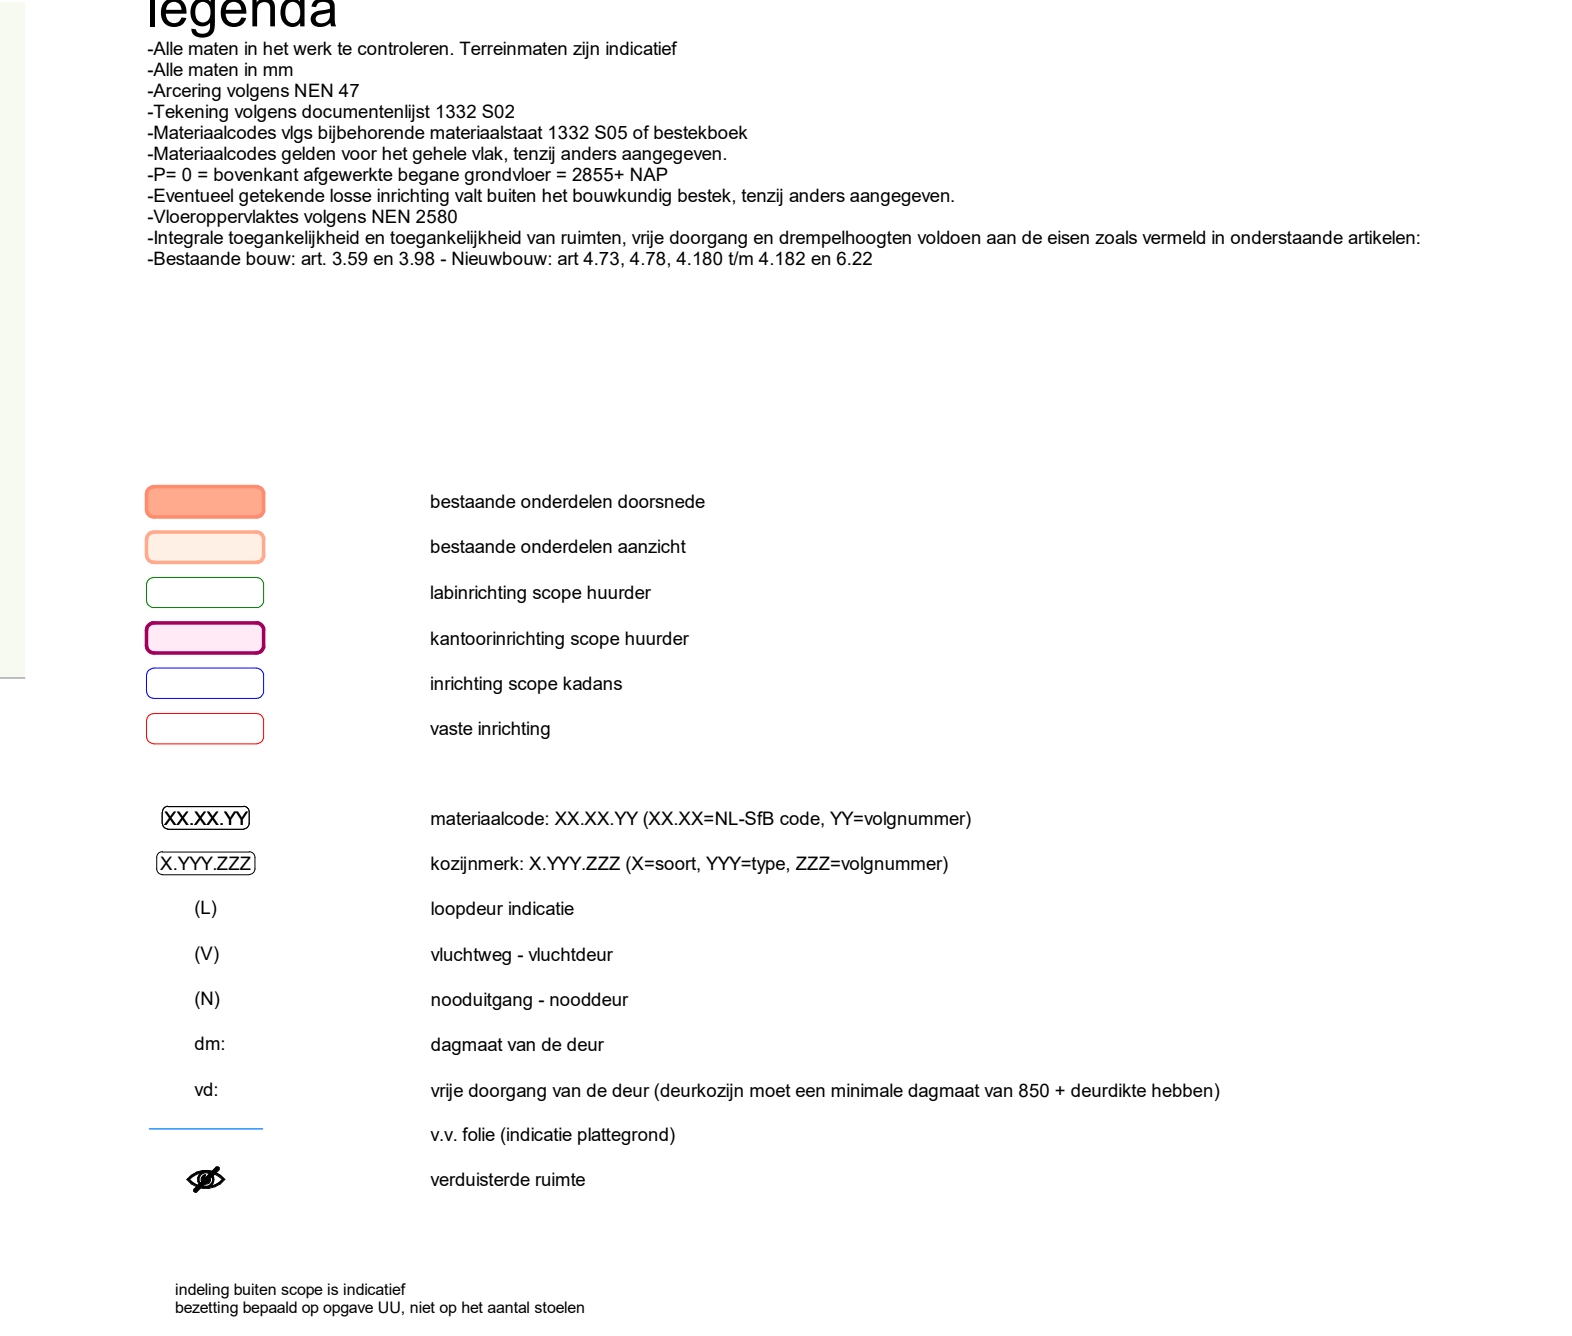 legenda
-Alle maten in het werk te controleren. Terreinmaten zijn indicatief
-Alle maten in mm
-Arcering volgens NEN 47
-Tekening volgens documentenlijst 1332 S02
-Materiaalcodes vlgs bijbehorende materiaalstaat 1332 S05 of bestekboek
-Materiaalcodes gelden voor het gehele vlak, tenzij anders aangegeven.
-P= 0 = bovenkant afgewerkte begane grondvloer = 2855+ NAP
-Eventueel getekende losse inrichting valt buiten het bouwkundig bestek, tenzij anders aangegeven.
-Vloeroppervlaktes volgens NEN 2580
-Integrale toegankelijkheid en toegankelijkheid van ruimten, vrije doorgang en drempelhoogten voldoen aan de eisen zoals vermeld in onderstaande artikelen:
-Bestaande bouw: art. 3.59 en 3.98 - Nieuwbouw: art 4.73, 4.78, 4.180 t/m 4.182 en 6.22
bestaande onderdelen doorsnede
bestaande onderdelen aanzicht
labinrichting scope huurder
kantoorinrichting scope huurder
inrichting scope kadans
vaste inrichting
XX.XX.YY materiaalcode: XX.XX.YY (XX.XX=NL-SfB code, YY=volgnummer)
X.YYY.ZZZ kozijnmerk: X.YYY.ZZZ (X=soort, YYY=type, ZZZ=volgnummer)
(L) loopdeur indicatie
(V) vluchtweg - vluchtdeur
(N) nooduitgang - nooddeur
dm: dagmaat van de deur
vd: vrije doorgang van de deur (deurkozijn moet een minimale dagmaat van 850 + deurdikte hebben)
v.v. folie (indicatie plattegrond)
verduisterde ruimte
indeling buiten scope is indicatief
bezetting bepaald op opgave UU, niet op het aantal stoelen